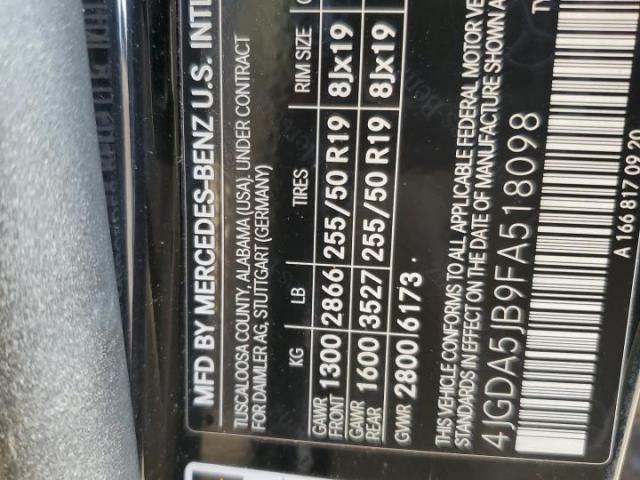 MFD BY MERCEDES-BENZ U.S. INTL
TUSCALOOSA COUNTY, ALABAMA (USA). UNDER CONTRACT
FOR DAIMLER AG, STUTTGART (GERMANY)
KG LB TIRES RIM SIZE
GAWR FRONT 1300 2866 255/50 R19 8Jx19
GAWR REAR 1600 3527 255/50 R19 8Jx19
GVWR 2800 6173
THIS VEHICLE CONFORMS TO ALL APPLICABLE FEDERAL MOTOR VE
STANDARDS IN EFFECT ON THE DATE OF MANUFACTURE SHOWN A
4JGDA5JB9FA518098
A 166 817 09 20